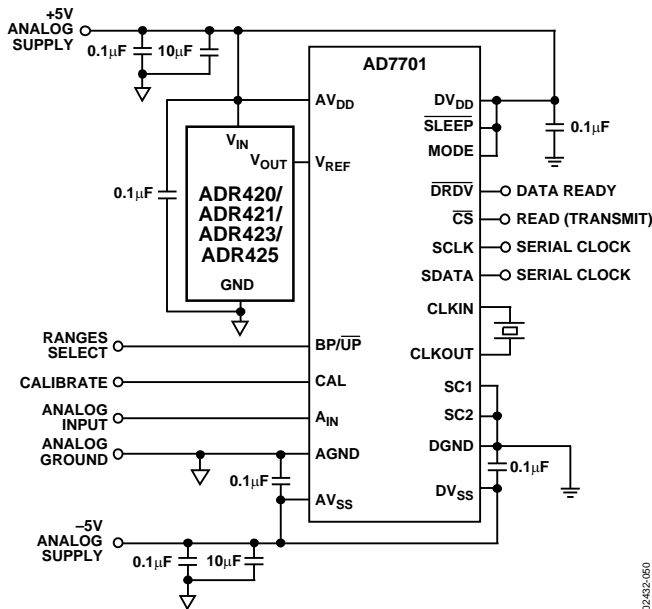 +5V
ANALOG
SUPPLY
0.1µF
10µF
AD7701
AVDD
DVDD
SLEEP
MODE
0.1µF
VIN
VOUT
VREF
0.1µF
ADR420/
ADR421/
ADR423/
ADR425
GND
DRDV
DATA READY
CS
READ (TRANSMIT)
SCLK
SERIAL CLOCK
SDATA
SERIAL CLOCK
CLKIN
CLKOUT
RANGES
SELECT
BP/UP
CALIBRATE
CAL
ANALOG
INPUT
AIN
ANALOG
GROUND
AGND
SC1
SC2
DGND
0.1µF
0.1µF
AVSS
DVSS
–5V
ANALOG
SUPPLY
0.1µF
10µF
02432-050